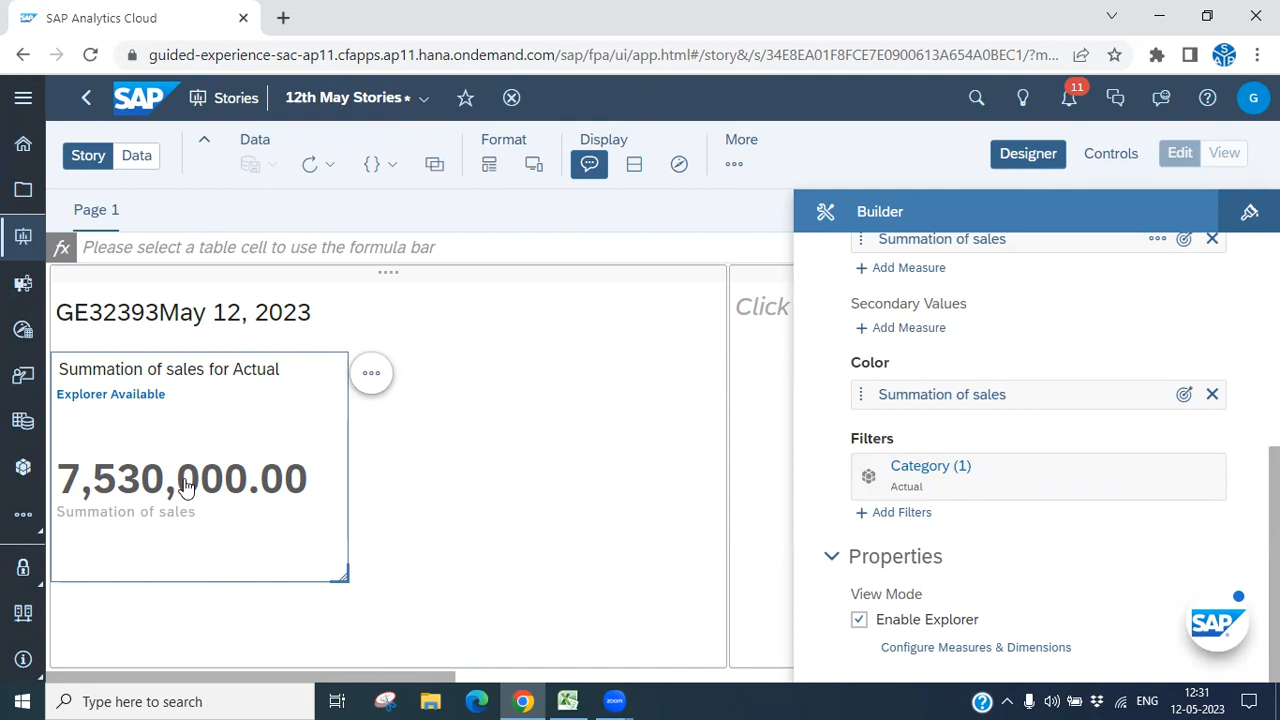 SAP Analytics Cloud
guided-experience-sac-ap11.cfapps.ap11.hana.ondemand.com/sap/fpa/ui/app.html#/story&/s/34E8EA01F8FCE7E0900613A654A0BEC1/?m...
SAP
SAP Stories 12th May Stories* 11 G
Story Data Data Format Display More Designer Controls Edit View
Page 1
Builder
fx Please select a table cell to use the formula bar
Summation of sales
+ Add Measure
Secondary Values
+ Add Measure
Color
Summation of sales
Filters
Category (1)
Actual
+ Add Filters
Properties
View Mode
Enable Explorer
Configure Measures & Dimensions
GE32393May 12, 2023
Click
Summation of sales for Actual
Explorer Available
7,530,000.00
Summation of sales
SAP
Type here to search
zoom
ENG
12:31
12-05-2023